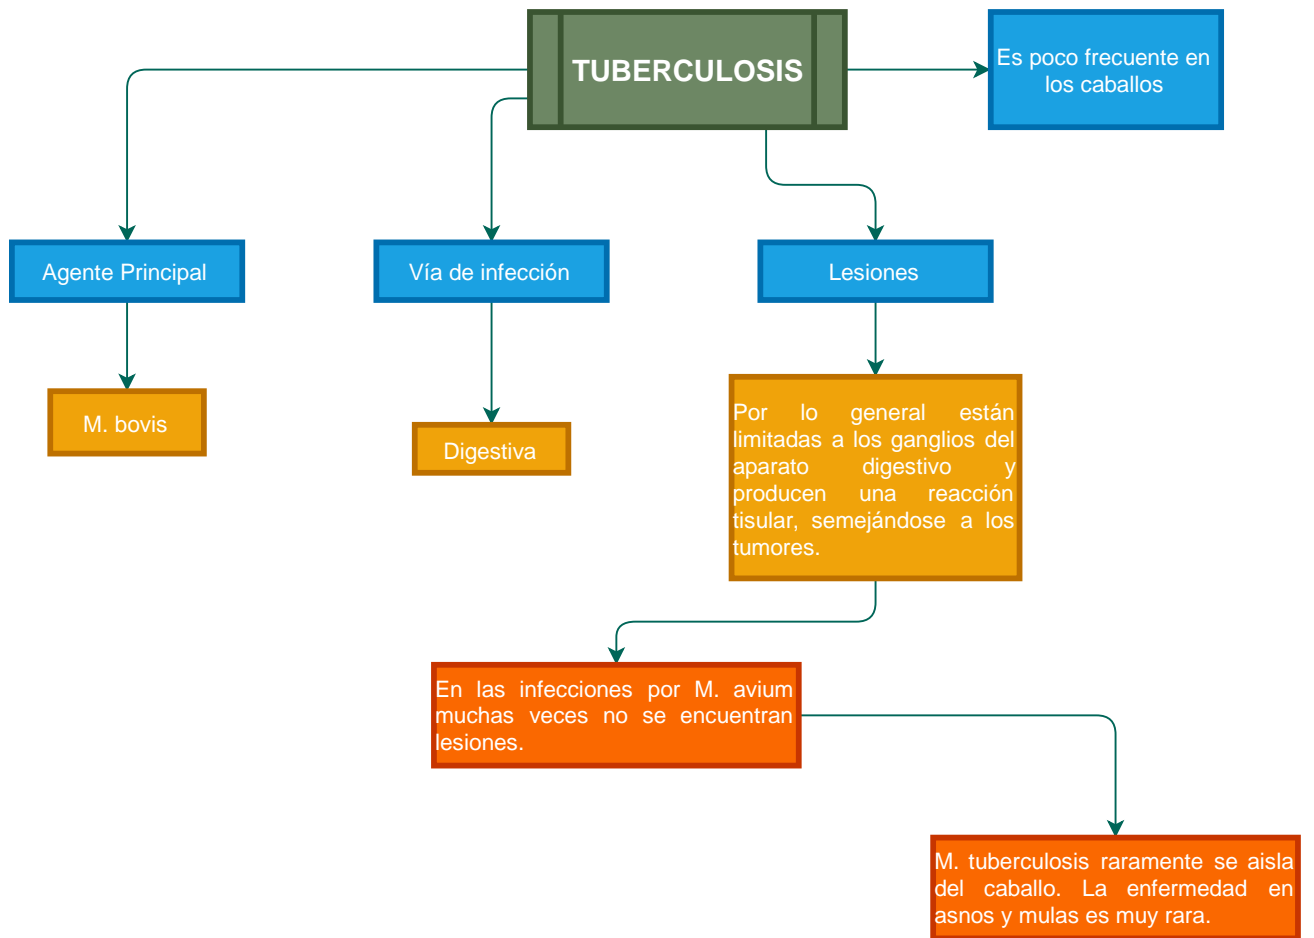 TUBERCULOSIS
Es poco frecuente en
los caballos
Agente Principal
Vía de infección
Lesiones
M. bovis
Digestiva
Por lo general están
limitadas a los ganglios del
aparato digestivo y
producen una reacción
tisular, semejándose a los
tumores.
En las infecciones por M. avium
muchas veces no se encuentran
lesiones.
M. tuberculosis raramente se aisla
del caballo. La enfermedad en
asnos y mulas es muy rara.